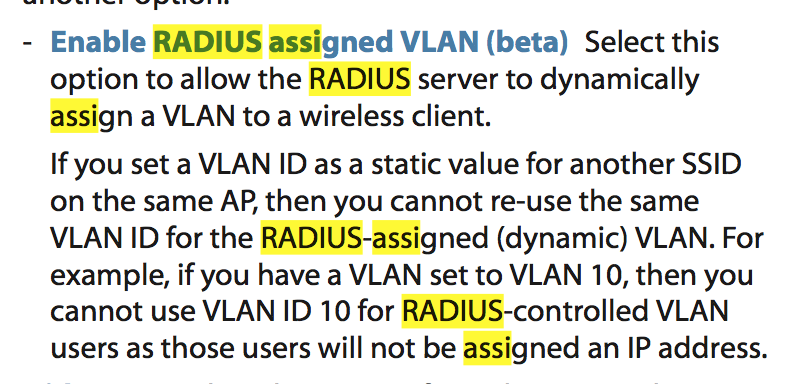 another option.
- Enable RADIUS assigned VLAN (beta) Select this
option to allow the RADIUS server to dynamically
assign a VLAN to a wireless client.
If you set a VLAN ID as a static value for another SSID
on the same AP, then you cannot re-use the same
VLAN ID for the RADIUS-assigned (dynamic) VLAN. For
example, if you have a VLAN set to VLAN 10, then you
cannot use VLAN ID 10 for RADIUS-controlled VLAN
users as those users will not be assigned an IP address.